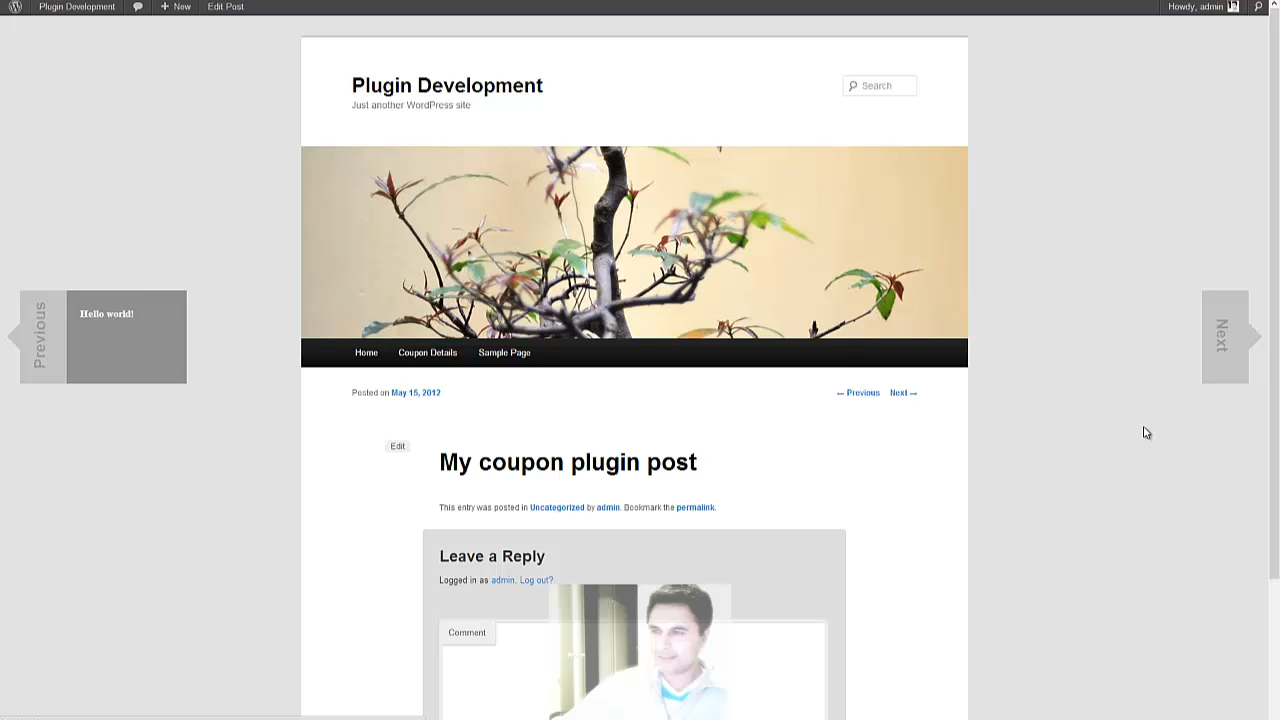 Plugin Development
New
Edit Post
Howdy, admin
Plugin Development
Just another WordPress site
Search
Home
Coupon Details
Sample Page
Previous
Hello world!
Next
Posted on May 15, 2012
← Previous
Next →
Edit
My coupon plugin post
This entry was posted in Uncategorized by admin. Bookmark the permalink.
Leave a Reply
Logged in as admin. Log out?
Comment